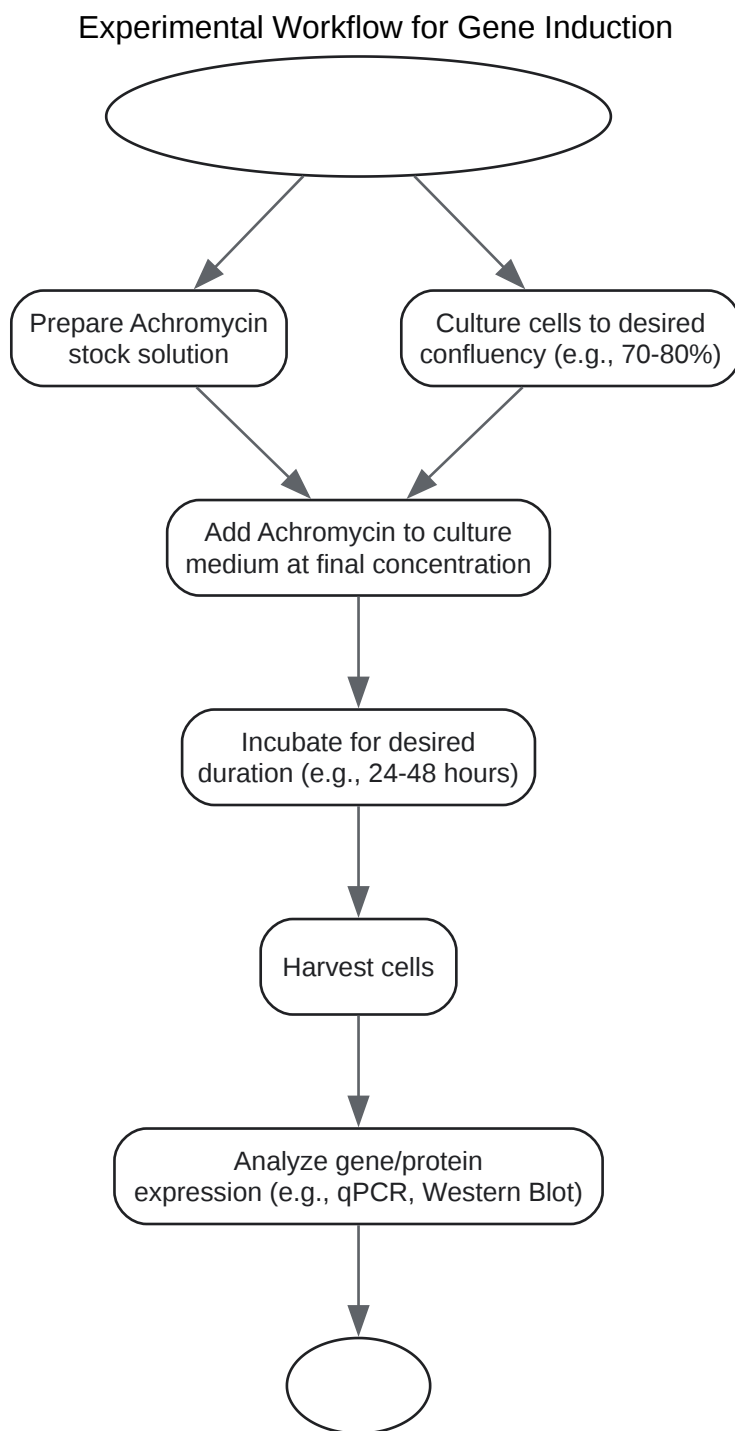 Experimental Workflow for Gene Induction
Prepare Achromycin
stock solution
Culture cells to desired
confluency (e.g., 70-80%)
Add Achromycin to culture
medium at final concentration
Incubate for desired
duration (e.g., 24-48 hours)
Harvest cells
Analyze gene/protein
expression (e.g., qPCR, Western Blot)